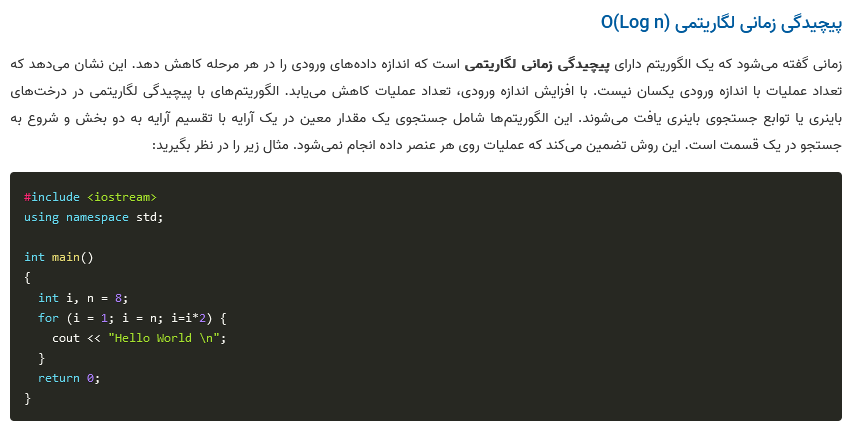 پیچیدگی زمانی لگاریتمی O(Log n)
زمانی گفته می‌شود که یک الگوریتم دارای پیچیدگی زمانی لگاریتمی است که اندازه داده‌های ورودی را در هر مرحله کاهش دهد. این نشان می‌دهد که
تعداد عملیات با اندازه ورودی یکسان نیست. با افزایش اندازه ورودی، تعداد عملیات کاهش می‌یابد. الگوریتم‌های با پیچیدگی لگاریتمی در درخت‌های
باینری یا توابع جستجوی باینری یافت می‌شوند. این الگوریتم‌ها شامل جستجوی یک مقدار معین در یک آرایه با تقسیم آرایه به دو بخش و شروع به
جستجو در یک قسمت است. این روش تضمین می‌کند که عملیات روی هر عنصر داده انجام نمی‌شود. مثال زیر را در نظر بگیرید:
#include <iostream>
using namespace std;
int main()
{
  int i, n = 8;
  for (i = 1; i = n; i=i*2) {
    cout << "Hello World \n";
  }
  return 0;
}